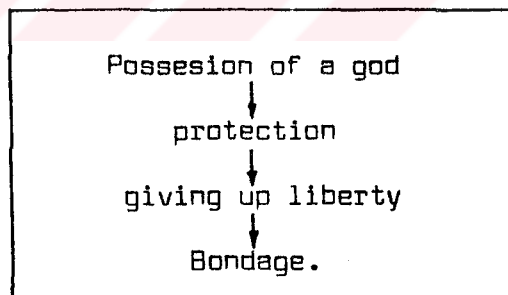 Possesion of a god
protection
giving up liberty
Bondage.